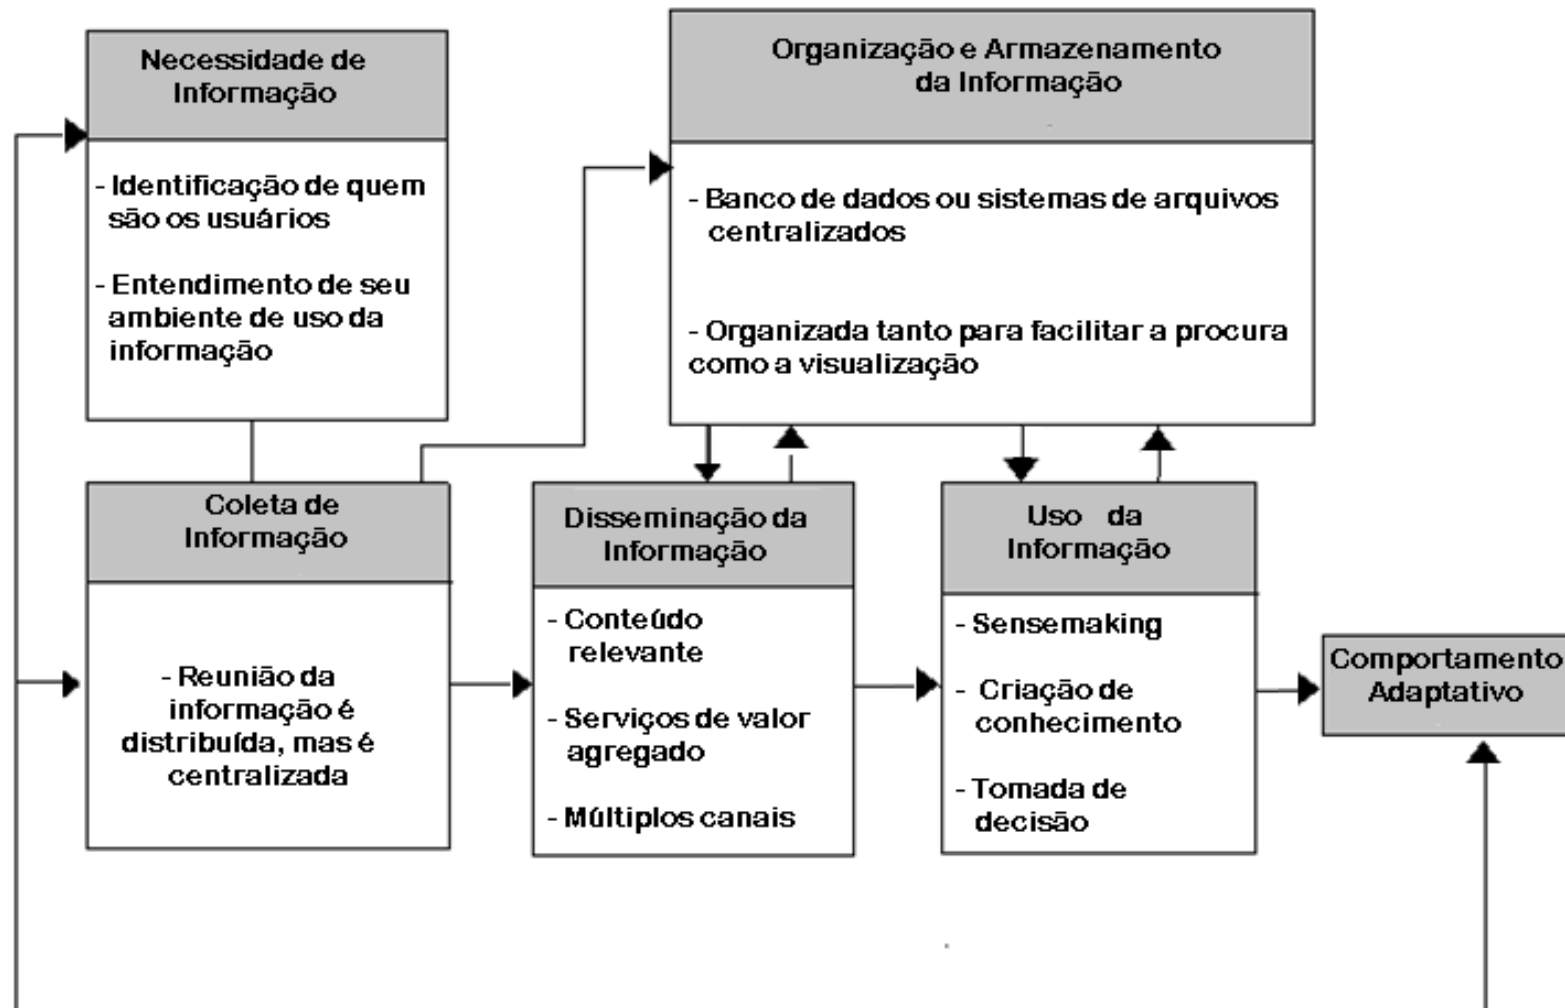 Necessidade de
Informação
- Identificação de quem
são os usuários
- Entendimento de seu
ambiente de uso da
informação
Organização e Armazenamento
da Informação
- Banco de dados ou sistemas de arquivos
centralizados
- Organizada tanto para facilitar a procura
como a visualização
Coleta de
Informação
- Reunião da
informação é
distribuída, mas é
centralizada
Disseminação da
Informação
- Conteúdo
relevante
- Serviços de valor
agregado
- Múltiplos canais
Uso da
Informação
- Sensemaking
- Criação de
conhecimento
- Tomada de
decisão
Comportamento
Adaptativo